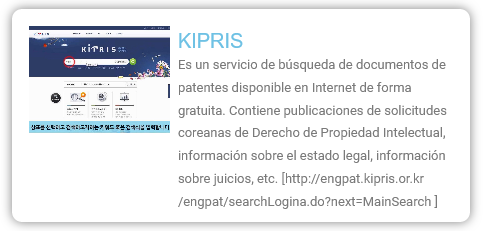 KIPRIS
KIPRIS
Es un servicio de búsqueda de documentos de
patentes disponible en Internet de forma
gratuita. Contiene publicaciones de solicitudes
coreanas de Derecho de Propiedad Intelectual,
información sobre el estado legal, información
sobre juicios, etc. [http://engpat.kipris.or.kr
/engpat/searchLogina.do?next=MainSearch ]